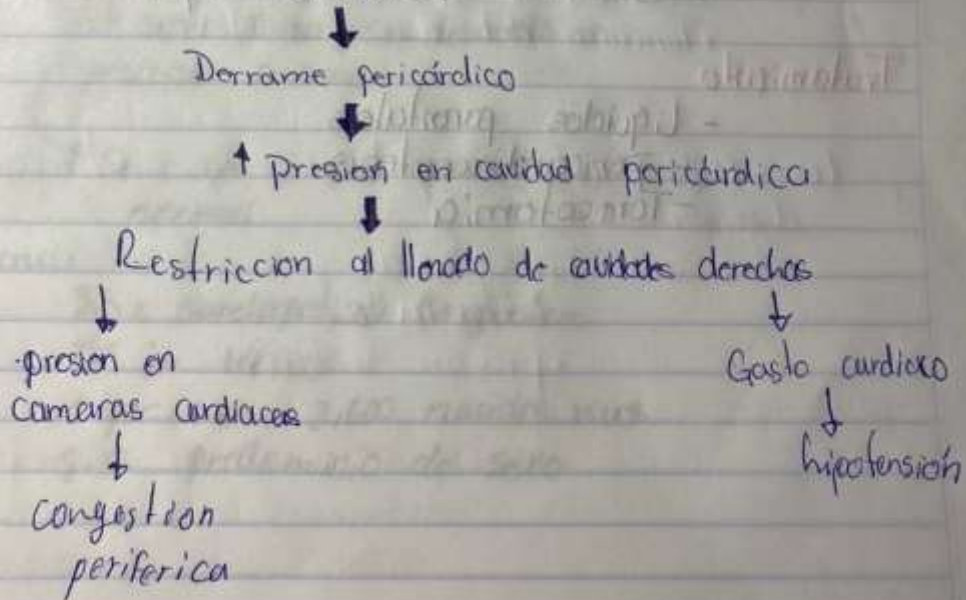 Derrame pericárdico
↑ presion en cavidad pericárdica
Restriccion al llenado de cavidades derechas
presion en
camaras cardiacas
congestion
periferica
Gasto cardiaco
hipotension